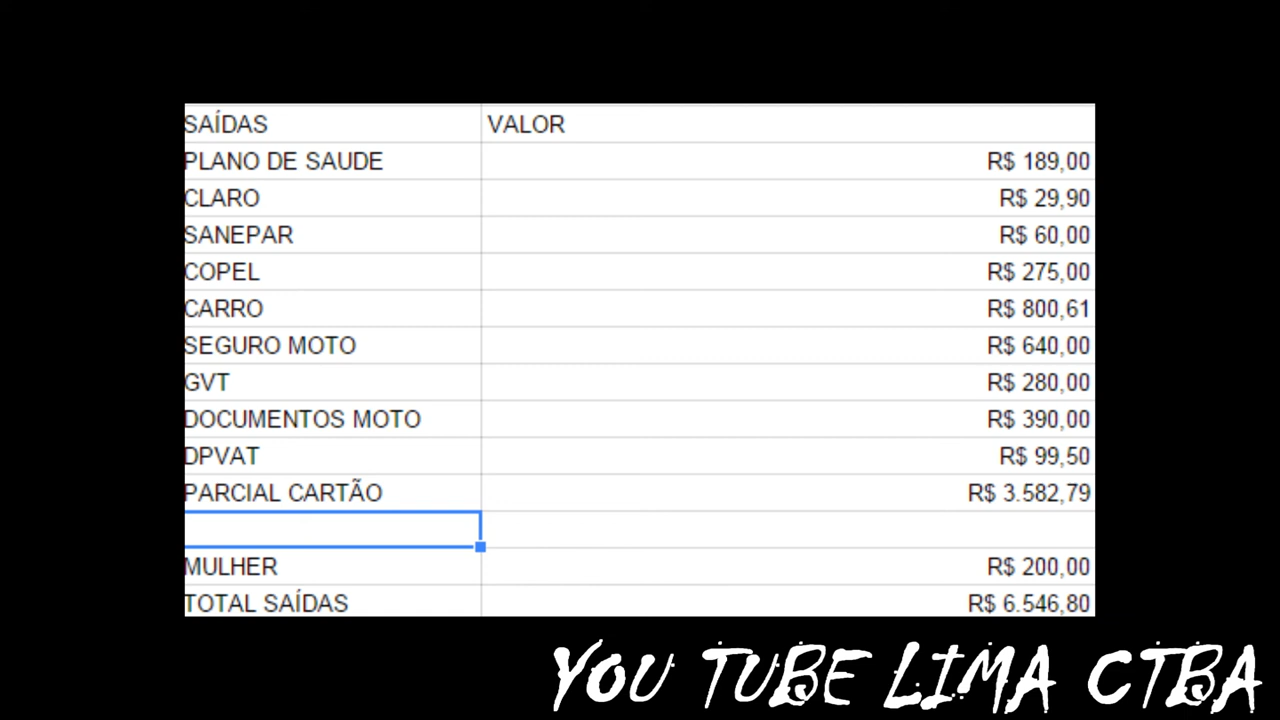 SAÍDAS VALOR
PLANO DE SAUDE R$ 189,00
CLARO R$ 29,90
SANEPAR R$ 60,00
COPEL R$ 275,00
CARRO R$ 800,61
SEGURO MOTO R$ 640,00
GVT R$ 280,00
DOCUMENTOS MOTO R$ 390,00
DPVAT R$ 99,50
PARCIAL CARTÃO R$ 3.582,79
MULHER R$ 200,00
TOTAL SAÍDAS R$ 6.546,80
YOU TUBE LIMA CTBA